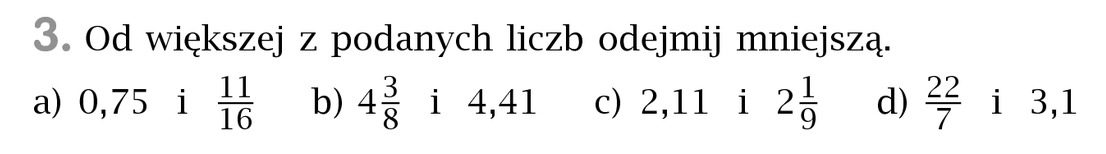 3. Od większej z podanych liczb odejmij mniejszą.
a) 0,75 i 11/16 b) 4 3/8 i 4,41 c) 2,11 i 2 1/9 d) 22/7 i 3,1